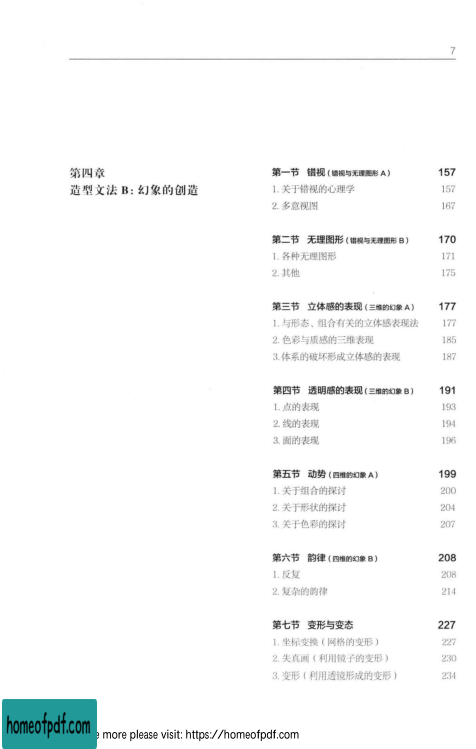 7
第四章
造型文法 B：幻象的创造
第一节 错视（错视与无理图形 A） 157
1. 关于错视的心理学 157
2. 多意视图 167
第二节 无理图形（错视与无理图形 B） 170
1. 各种无理图形 171
2. 其他 175
第三节 立体感的表现（三维的幻象 A） 177
1. 与形态、组合有关的立体感表现法 177
2. 色彩与质感的三维表现 185
3.体系的破坏形成立体感的表现 187
第四节 透明感的表现（三维的幻象 B） 191
1. 点的表现 193
2. 线的表现 194
3. 面的表现 196
第五节 动势（四维的幻象 A） 199
1. 关于组合的探讨 200
2. 关于形状的探讨 204
3. 关于色彩的探讨 207
第六节 韵律（四维的幻象 B） 208
1. 反复 208
2. 复杂的韵律 214
第七节 变形与变态 227
1. 坐标变换（网格的变形） 227
2. 失真画（利用镜子的变形） 230
3. 变形（利用透镜形成的变形） 234
homeofpdf.com
e more please visit: https://homeofpdf.com